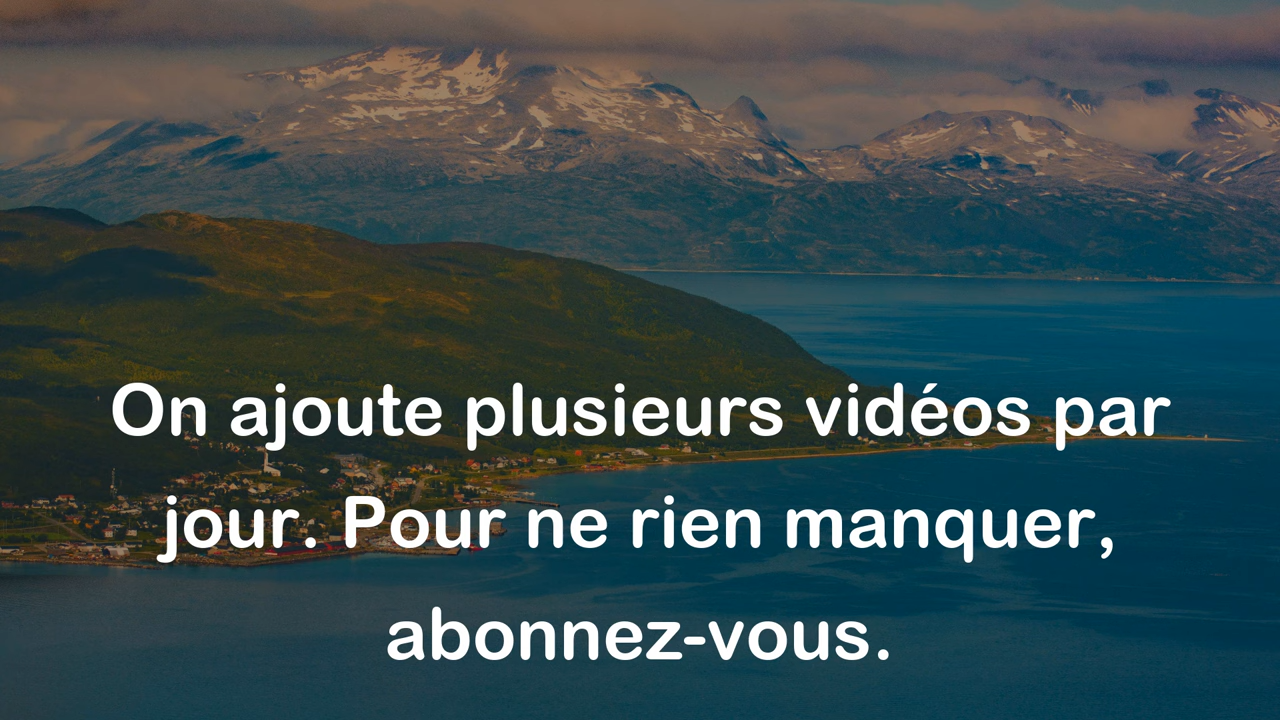 On ajoute plusieurs vidéos par
jour. Pour ne rien manquer,
abonnez-vous.